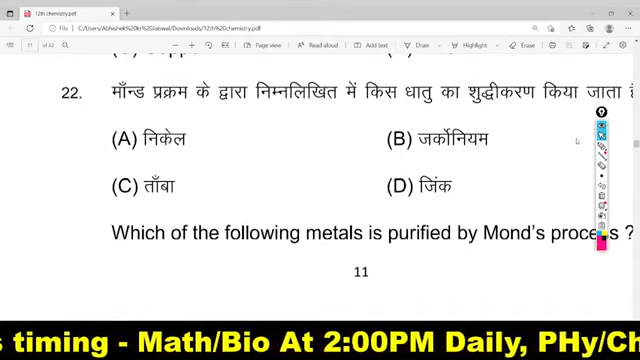 12th chemistry.pdf
C:/Users/Abhishek%20kr%20Jaiswal/Downloads/12th%20chemistry.pdf
11 of 32
Page view
Read aloud
Add text
Draw
Highlight
Erase
22. माँन्ड प्रक्रम के द्वारा निम्नलिखित में किस धातु का शुद्धीकरण किया जाता
(A) निकेल (B) जर्कोनियम
(C) ताँबा (D) जिंक
Which of the following metals is purified by Mond's process ?
11
s timing - Math/Bio At 2:00PM Daily, PHy/Ch